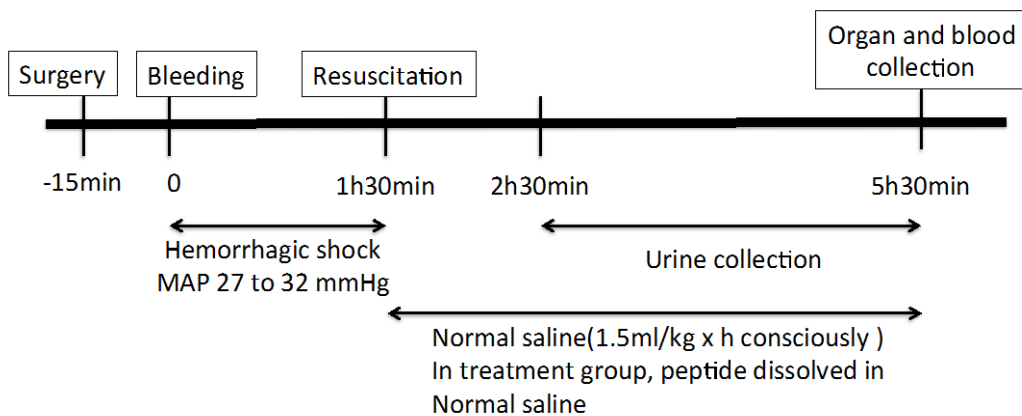 Organ and blood
collection
Surgery
Bleeding
Resuscitation
-15min
0
1h30min
2h30min
5h30min
Hemorrhagic shock
MAP 27 to 32 mmHg
Urine collection
Normal saline(1.5ml/kg x h consciously )
In treatment group, peptide dissolved in
Normal saline